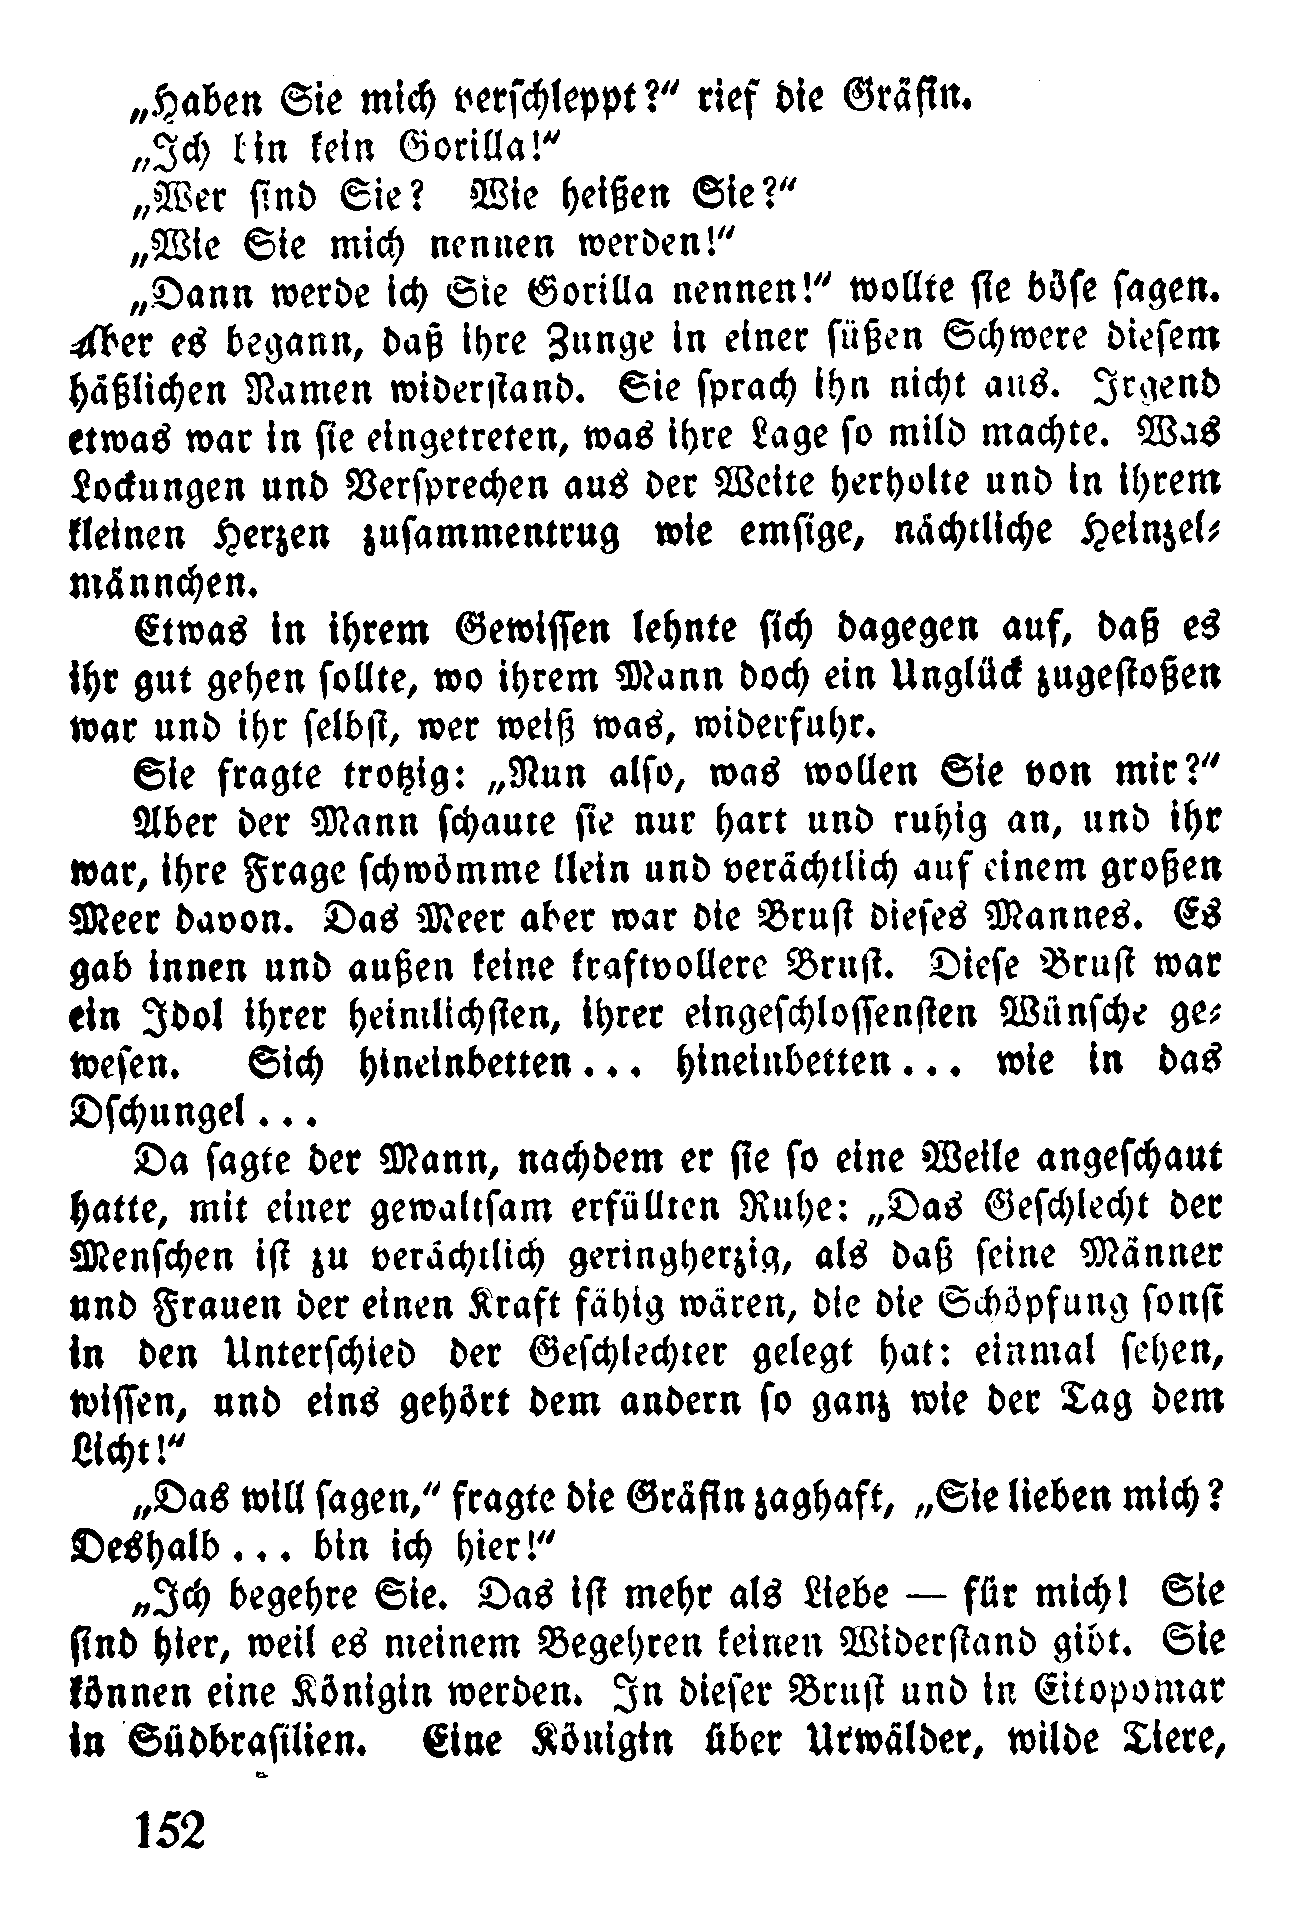 „Haben Sie mich verschleppt?“ rief die Gräfin.
„Ich bin kein Gorilla!“
„Wer sind Sie? Wie heißen Sie?“
„Wie Sie mich nennen werden!“
„Dann werde ich Sie Gorilla nennen!“ wollte sie böse sagen.
Aber es begann, daß ihre Zunge in einer süßen Schwere diesem
häßlichen Namen widerstand. Sie sprach ihn nicht aus. Irgend
etwas war in sie eingetreten, was ihre Lage so mild machte. Was
Lockungen und Versprechen aus der Weite herholte und in ihrem
kleinen Herzen zusammentrug wie emsige, nächtliche Heinzel-
männchen.
Etwas in ihrem Gewissen lehnte sich dagegen auf, daß es
ihr gut gehen sollte, wo ihrem Mann doch ein Unglück zugestoßen
war und ihr selbst, wer weiß was, widerfuhr.
Sie fragte trotzig: „Nun also, was wollen Sie von mir?“
Aber der Mann schaute sie nur hart und ruhig an, und ihr
war, ihre Frage schwömme klein und verächtlich auf einem großen
Meer davon. Das Meer aber war die Brust dieses Mannes. Es
gab innen und außen keine kraftvollere Brust. Diese Brust war
ein Idol ihrer heimlichsten, ihrer eingeschlossensten Wünsche ge-
wesen. Sich hineinbetten... hineinbetten... wie in das
Dschungel...
Da sagte der Mann, nachdem er sie so eine Weile angeschaut
hatte, mit einer gewaltsam erfüllten Ruhe: „Das Geschlecht der
Menschen ist zu verächtlich geringherzig, als daß seine Männer
und Frauen der einen Kraft fähig wären, die die Schöpfung sonst
in den Unterschied der Geschlechter gelegt hat: einmal sehen,
wissen, und eins gehört dem andern so ganz wie der Tag dem
Licht!“
„Das will sagen,“ fragte die Gräfin zaghaft, „Sie lieben mich?
Deshalb... bin ich hier!“
„Ich begehre Sie. Das ist mehr als Liebe — für mich! Sie
sind hier, weil es meinem Begehren keinen Widerstand gibt. Sie
können eine Königin werden. In dieser Brust und in Eitopomar
in Südbrasilien. Eine Königin über Urwälder, wilde Tiere,
152